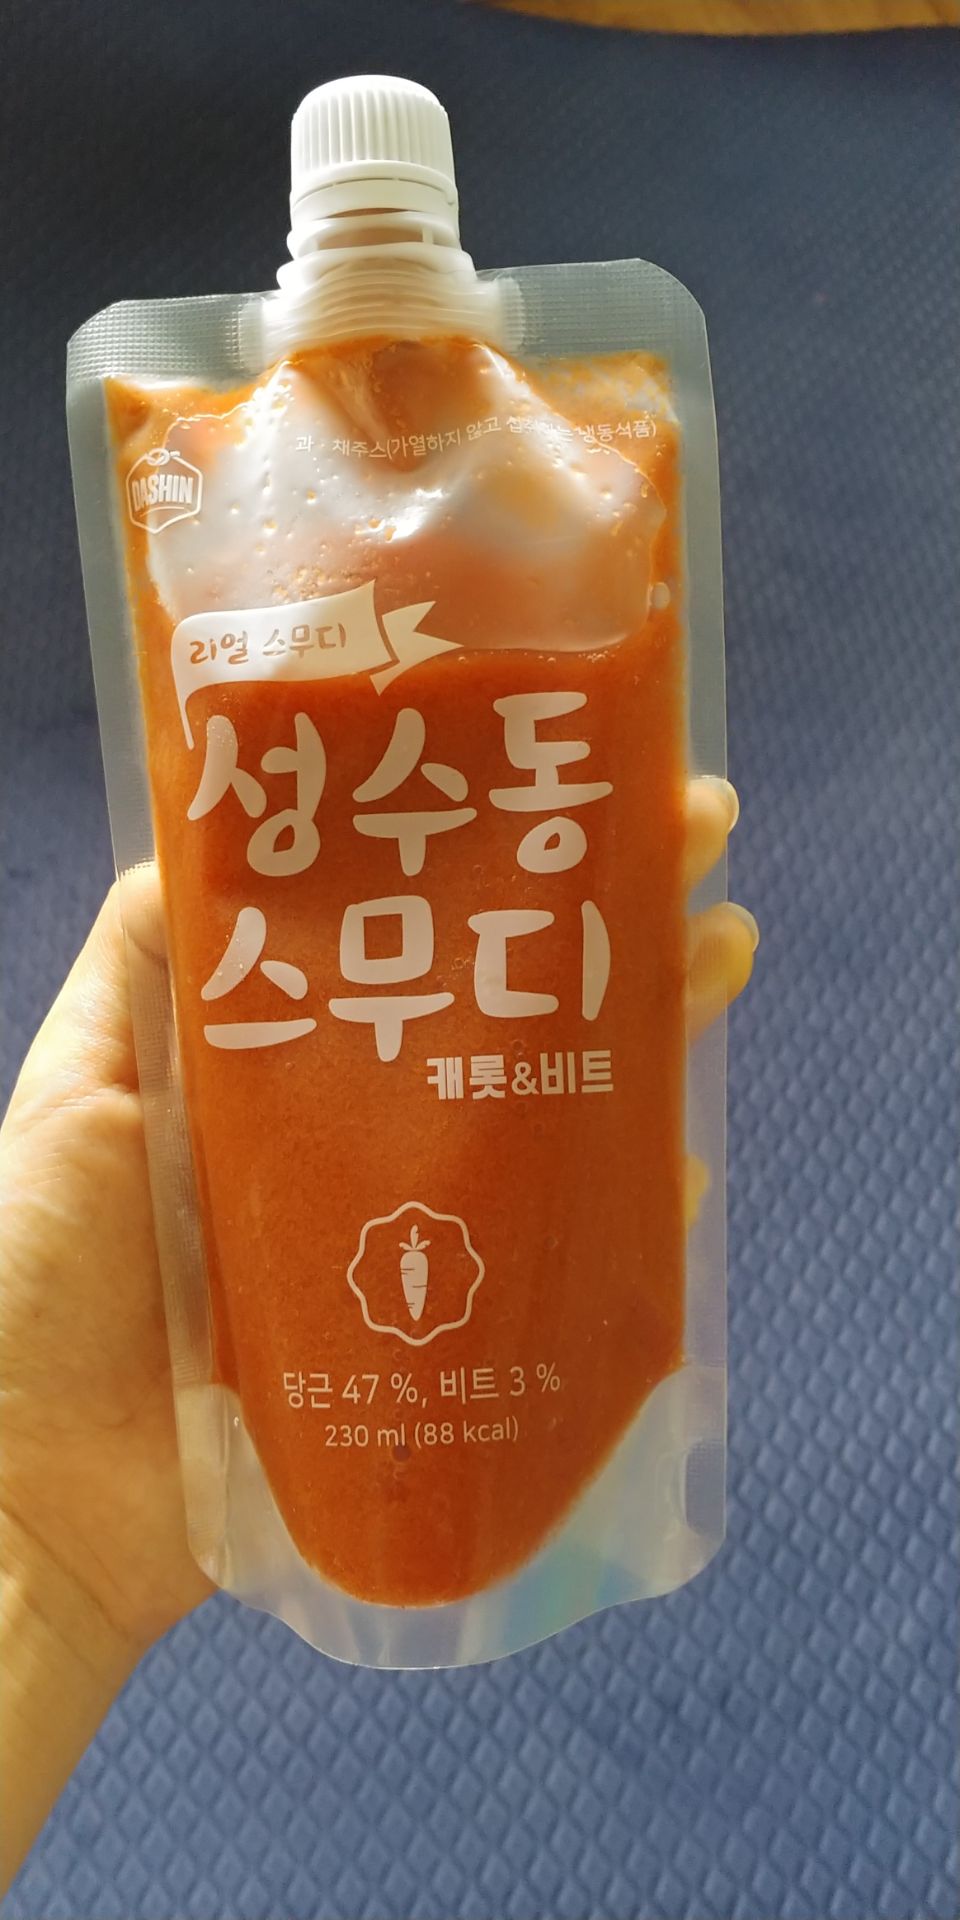 과·채주스(가열하지 않고 섭취하는 냉동식품)
DASHIN
리얼 스무디
성수동
스무디
캐롯&비트
당근 47 %, 비트 3 %
230 ml (88 kcal)